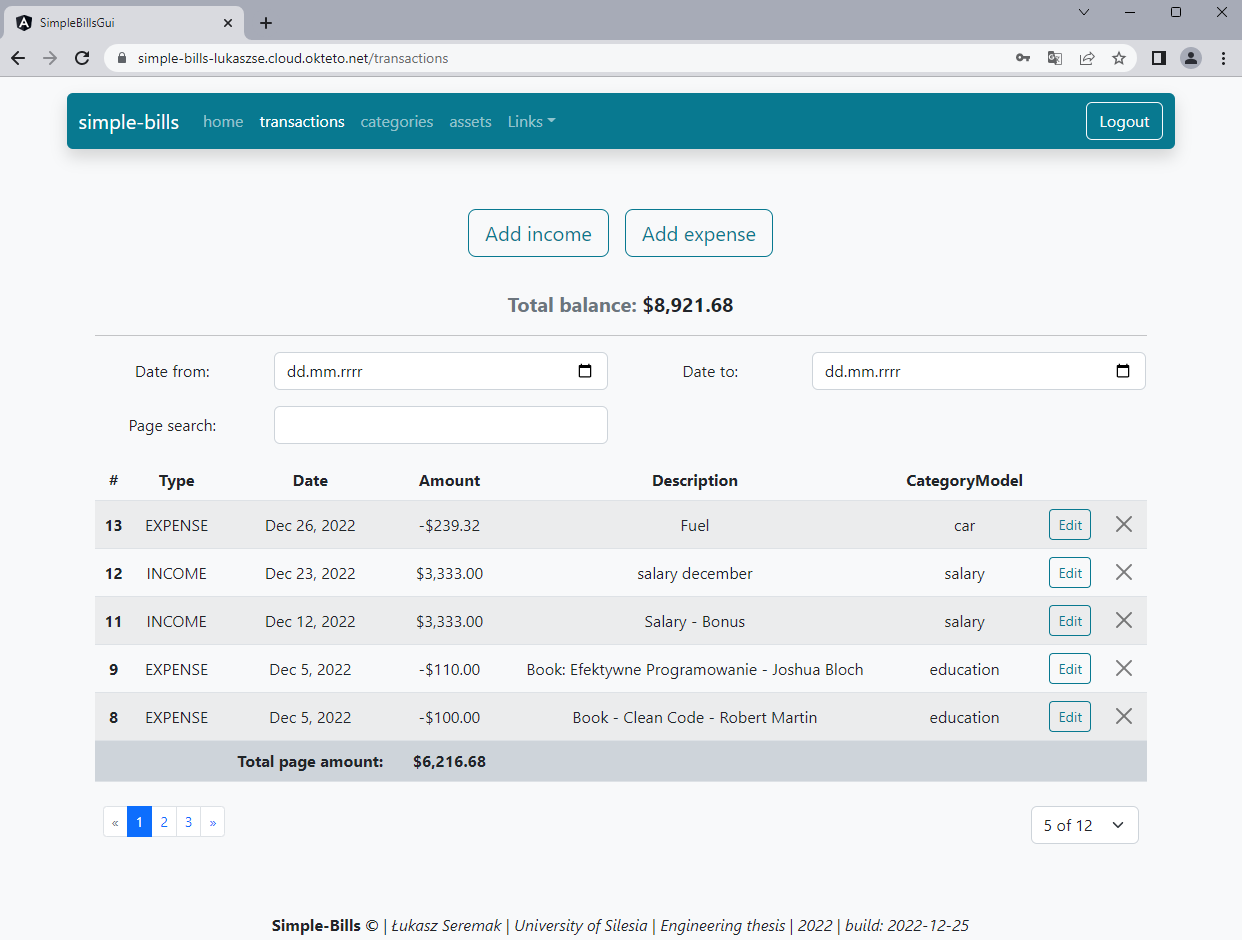 SimpleBillsGui
simple-bills-lukaszse.cloud.okteto.net/transactions
simple-bills home transactions categories assets Links Logout
Add income Add expense
Total balance: $8,921.68
Date from: dd.mm.rrrr Date to: dd.mm.rrrr
Page search:
# Type Date Amount Description CategoryModel
13 EXPENSE Dec 26, 2022 -$239.32 Fuel car Edit
12 INCOME Dec 23, 2022 $3,333.00 salary december salary Edit
11 INCOME Dec 12, 2022 $3,333.00 Salary - Bonus salary Edit
9 EXPENSE Dec 5, 2022 -$110.00 Book: Efektywne Programowanie - Joshua Bloch education Edit
8 EXPENSE Dec 5, 2022 -$100.00 Book - Clean Code - Robert Martin education Edit
Total page amount: $6,216.68
« 1 2 3 » 5 of 12
Simple-Bills © | Łukasz Seremak | University of Silesia | Engineering thesis | 2022 | build: 2022-12-25